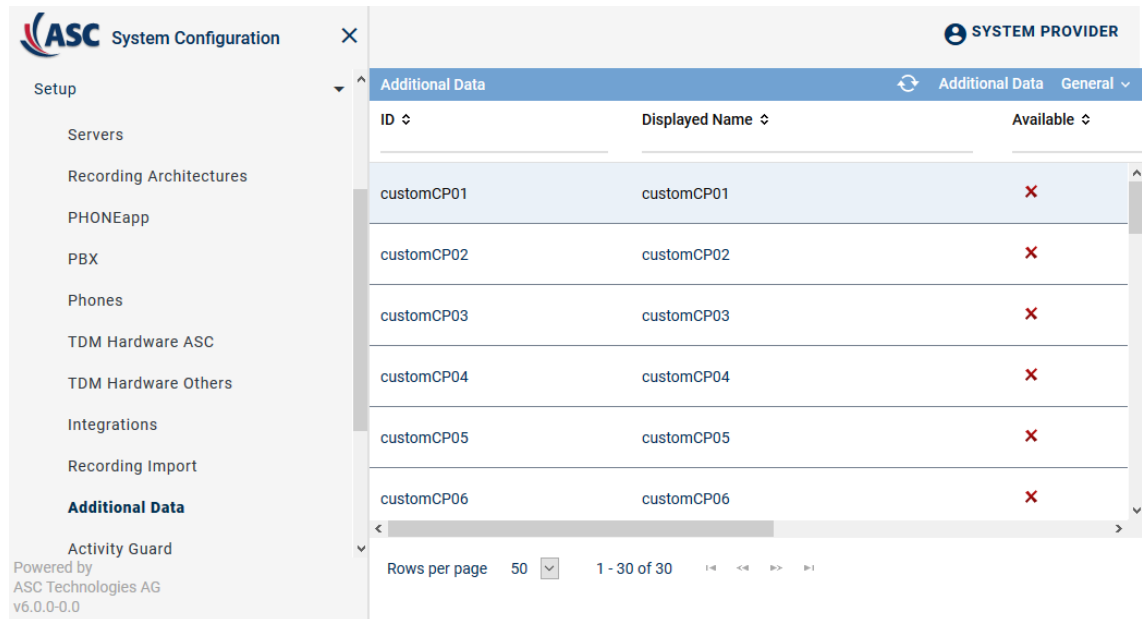 ASC System Configuration
SYSTEM PROVIDER
Setup
Servers
Recording Architectures
PHONEapp
PBX
Phones
TDM Hardware ASC
TDM Hardware Others
Integrations
Recording Import
Additional Data
Activity Guard
Powered by
ASC Technologies AG
v6.0.0-0.0
Additional Data Additional Data General
ID Displayed Name Available
customCP01 customCP01
customCP02 customCP02
customCP03 customCP03
customCP04 customCP04
customCP05 customCP05
customCP06 customCP06
Rows per page 50 1 - 30 of 30